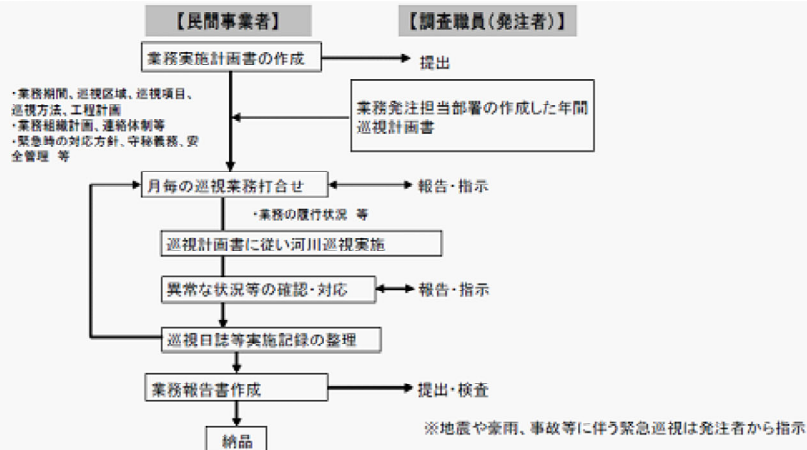 【民間事業者】
【調査職員(発注者)】
業務実施計画書の作成
提出
・業務期間、巡視区域、巡視項目、
巡視方法、工程計画
・業務組織計画、連絡体制等
・緊急時の対応方針、守秘義務、安
全管理 等
業務発注担当部署の作成した年間
巡視計画書
月毎の巡視業務打合せ
報告・指示
・業務の履行状況 等
巡視計画書に従い河川巡視実施
異常な状況等の確認・対応
報告・指示
巡視日誌等実施記録の整理
業務報告書作成
提出・検査
納品
※地震や豪雨、事故等に伴う緊急巡視は発注者から指示